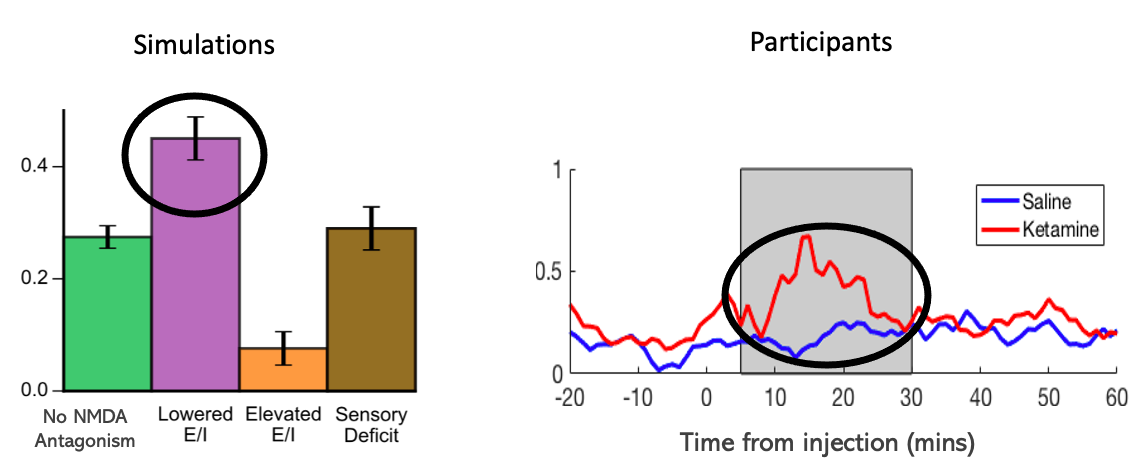 Simulations
Participants
0.4
0.2
0.0
No NMDA
Antagonism
Lowered
E/I
Elevated
E/I
Sensory
Deficit
1
0.5
0
Saline
Ketamine
-20 -10 0 10 20 30 40 50 60
Time from injection (mins)